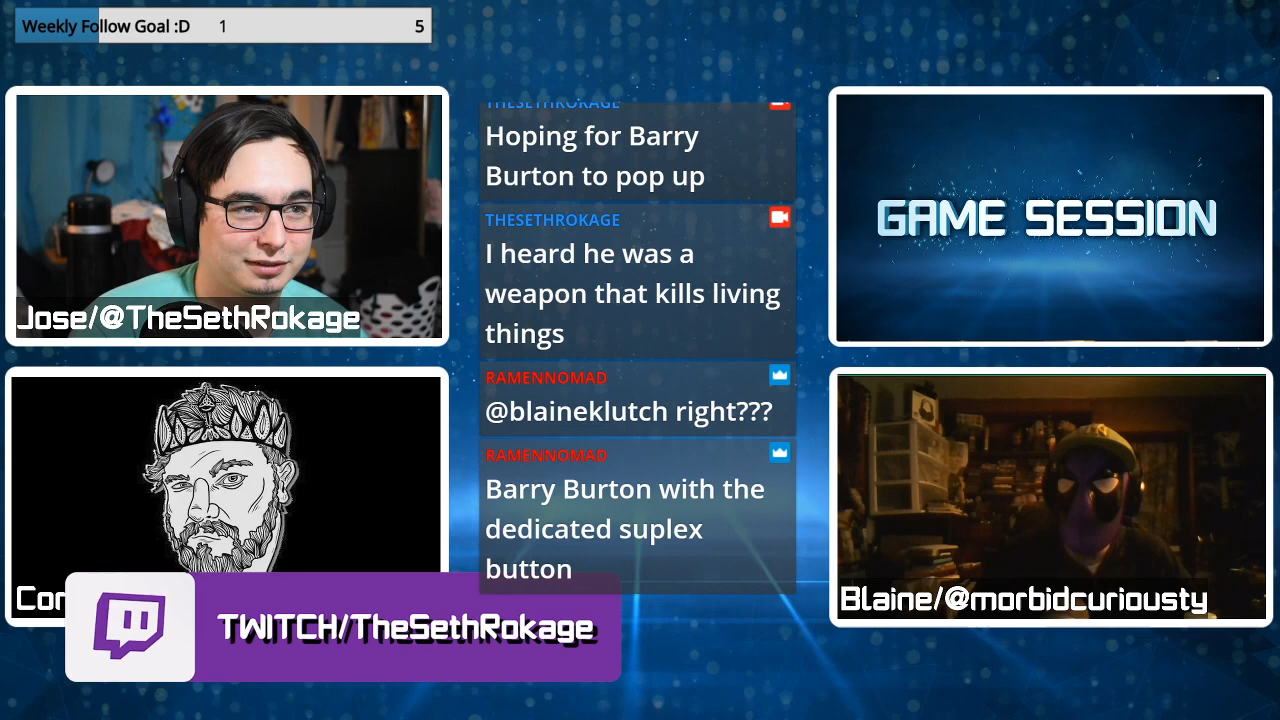 Weekly Follow Goal :D 1 5
THESETHROKAGE
Hoping for Barry
Burton to pop up
THESETHROKAGE
I heard he was a
weapon that kills living
things
RAMENNOMAD
@blaineklutch right???
RAMENNOMAD
Barry Burton with the
dedicated suplex
button
Jose/@TheSethRokage
GAME SESSION
Cor
TWITCH/TheSethRokage
Blaine/@morbidcuriousty